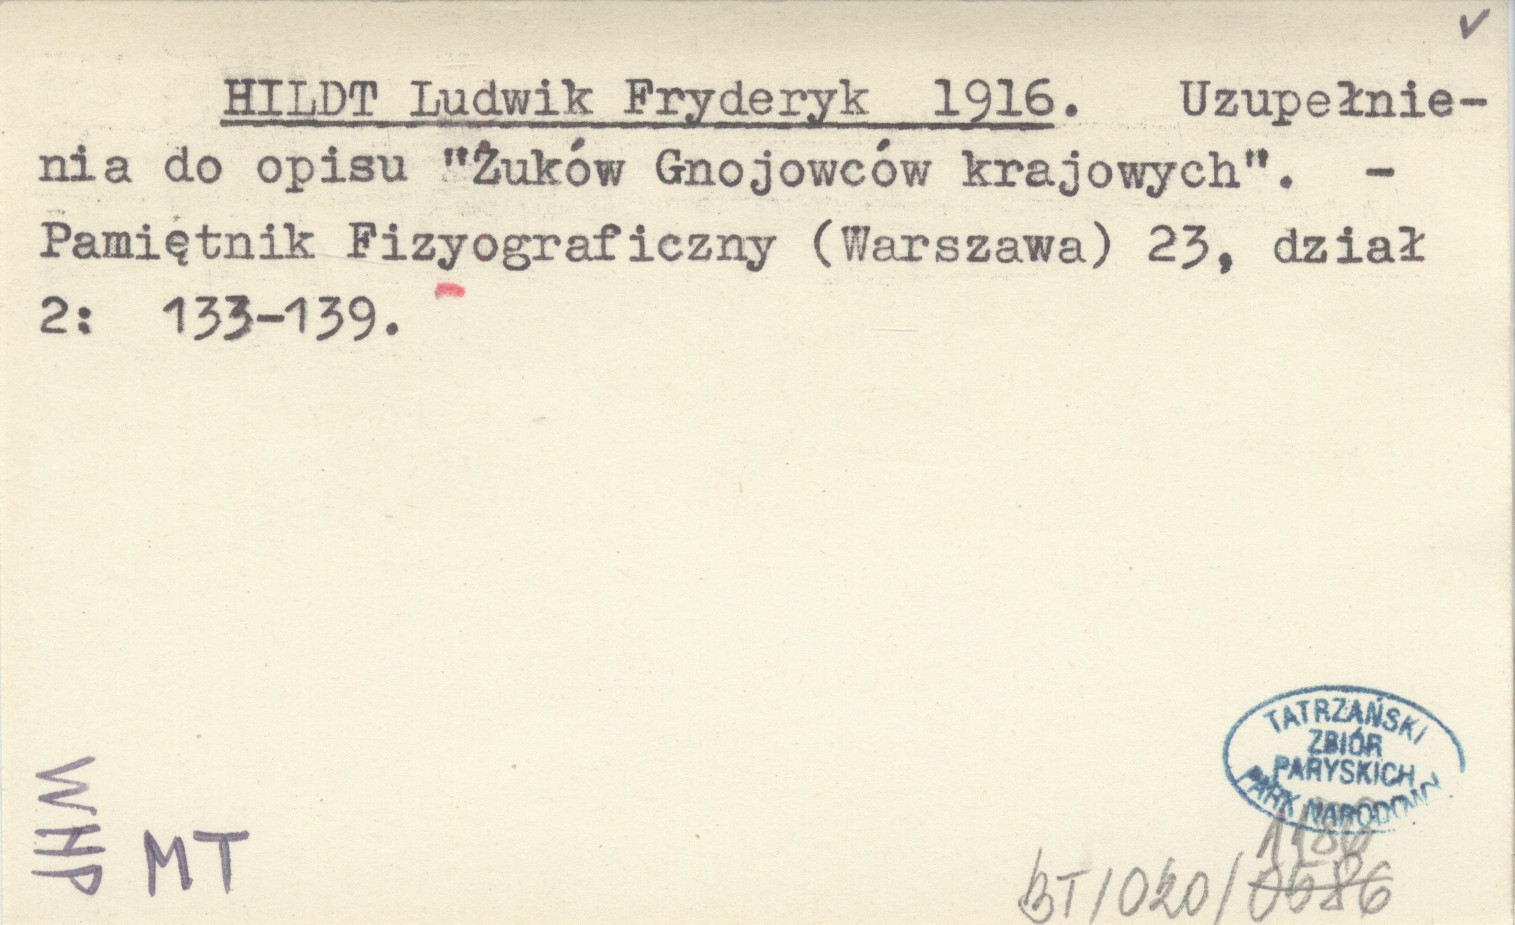 HILDT Ludwik Fryderyk 1916. Uzupełnie-
nia do opisu "Żuków Gnojowców krajowych". -
Pamiętnik Fizyograficzny (Warszawa) 23, dział
2: 133-139.
TATRZAŃSKI
ZBIÓR
PARYSKICH
PARK NARODOWY
WHP
MT
BT/020/0686